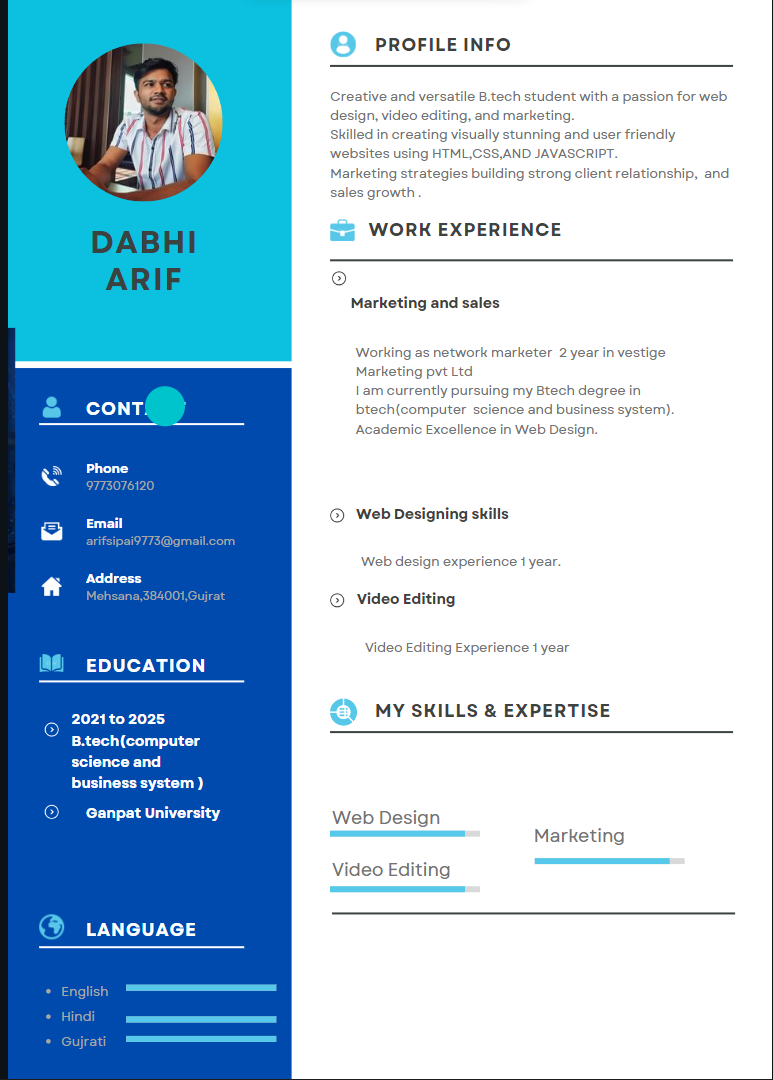 DABHI
ARIF
CONT
Phone
9773076120
Email
arifsipai9773@gmail.com
Address
Mehsana,384001,Gujrat
EDUCATION
2021 to 2025
B.tech(computer
science and
business system )
Ganpat University
LANGUAGE
English
Hindi
Gujrati
PROFILE INFO
Creative and versatile B.tech student with a passion for web
design, video editing, and marketing.
Skilled in creating visually stunning and user friendly
websites using HTML,CSS,AND JAVASCRIPT.
Marketing strategies building strong client relationship,  and
sales growth .
WORK EXPERIENCE
Marketing and sales
Working as network marketer  2 year in vestige
Marketing pvt Ltd
I am currently pursuing my Btech degree in
btech(computer  science and business system).
Academic Excellence in Web Design.
Web Designing skills
Web design experience 1 year.
Video Editing
Video Editing Experience 1 year
MY SKILLS & EXPERTISE
Web Design
Marketing
Video Editing